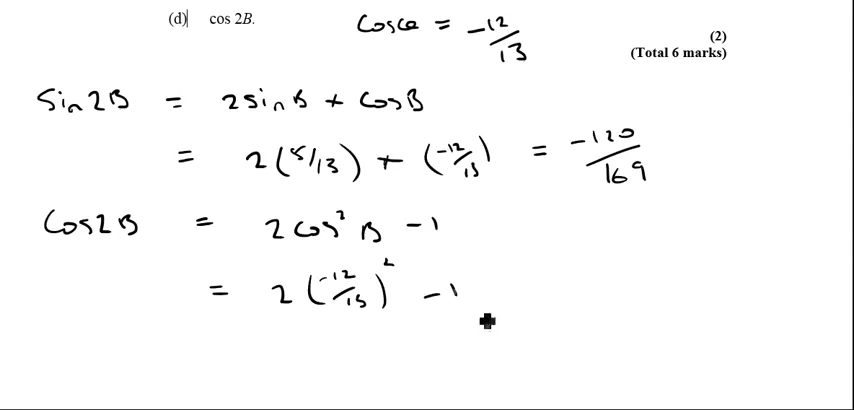 (d) cos 2B.
Cosα = -12/13
(2)
(Total 6 marks)
Sin2B = 2sinB + CosB
= 2(5/13) + (-12/13) = -120/169
Cos2B = 2cos²B - 1
= 2(-12/13)² - 1